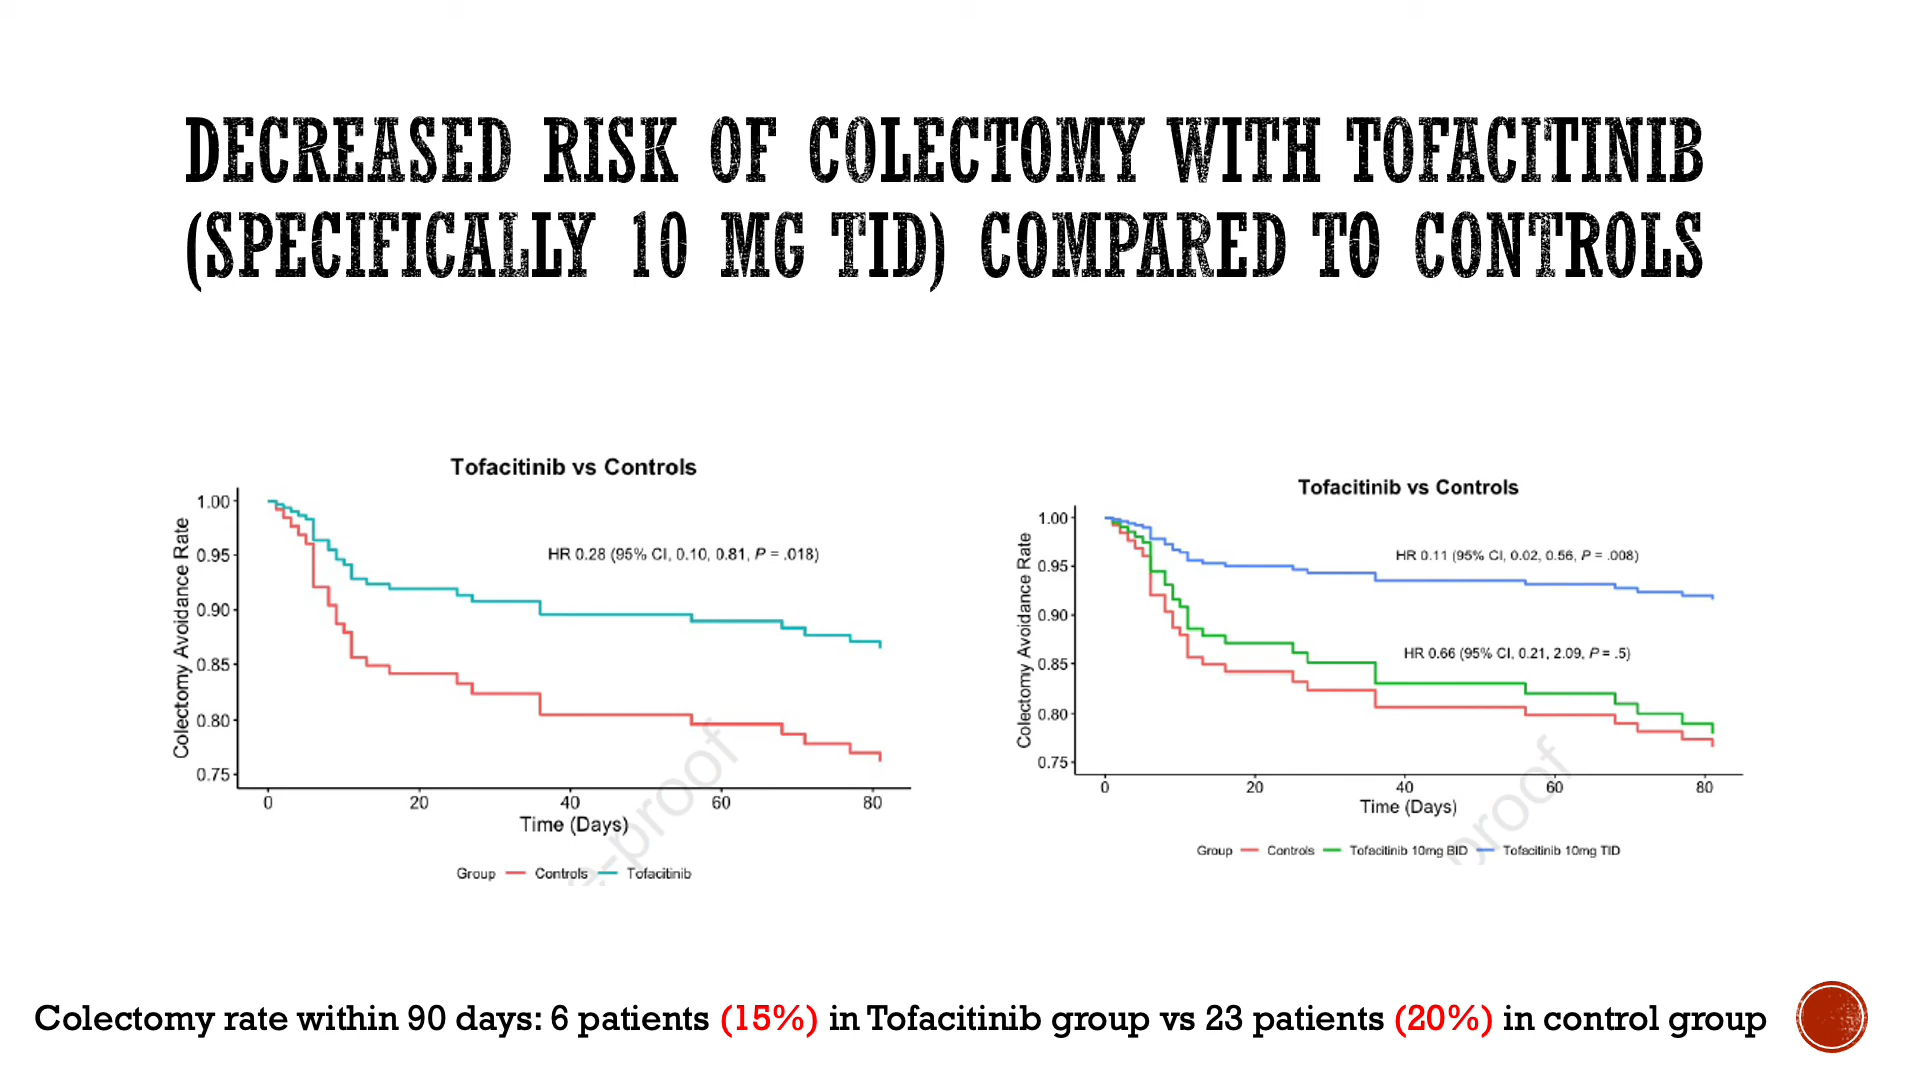 DECREASED RISK OF COLECTOMY WITH TOFACITINIB
(SPECIFICALLY 10 MG TID) COMPARED TO CONTROLS
Tofacitinib vs Controls
Colectomy Avoidance Rate
1.00
0.95
0.90
0.85
0.80
0.75
HR 0.28 (95% CI, 0.10, 0.81, P = .018)
0 20 40 60 80
Time (Days)
Group Controls Tofacitinib
e-proof
Tofacitinib vs Controls
Colectomy Avoidance Rate
1.00
0.95
0.90
0.85
0.80
0.75
HR 0.11 (95% CI, 0.02, 0.56, P = .008)
HR 0.66 (95% CI, 0.21, 2.09, P = .5)
0 20 40 60 80
Time (Days)
Group Controls Tofacitinib 10mg BID Tofacitinib 10mg TID
proof
Colectomy rate within 90 days: 6 patients (15%) in Tofacitinib group vs 23 patients (20%) in control group